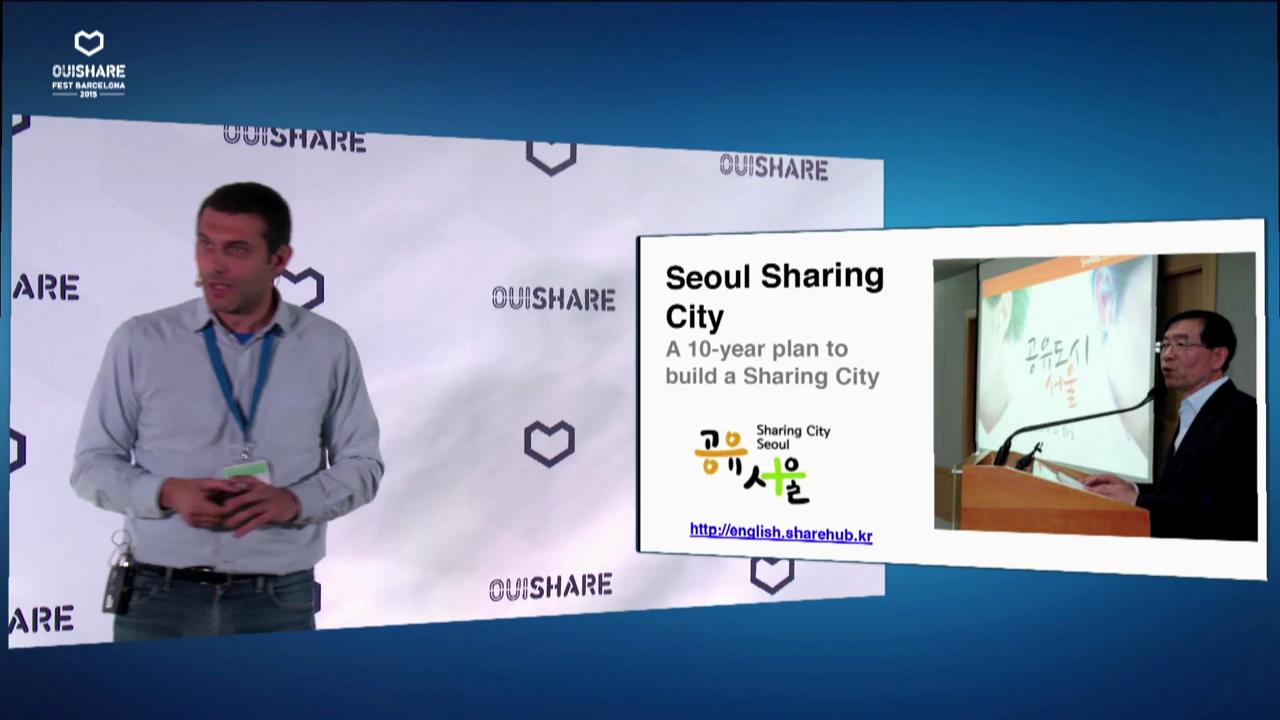 OUISHARE
FEST BARCELONA
2015
OUISHARE
OUISHARE
ARE
OUISHARE
OUISHARE
ARE
Seoul Sharing
City
A 10-year plan to
build a Sharing City
공유
서울
Sharing City
Seoul
http://english.sharehub.kr
공유도시
서울